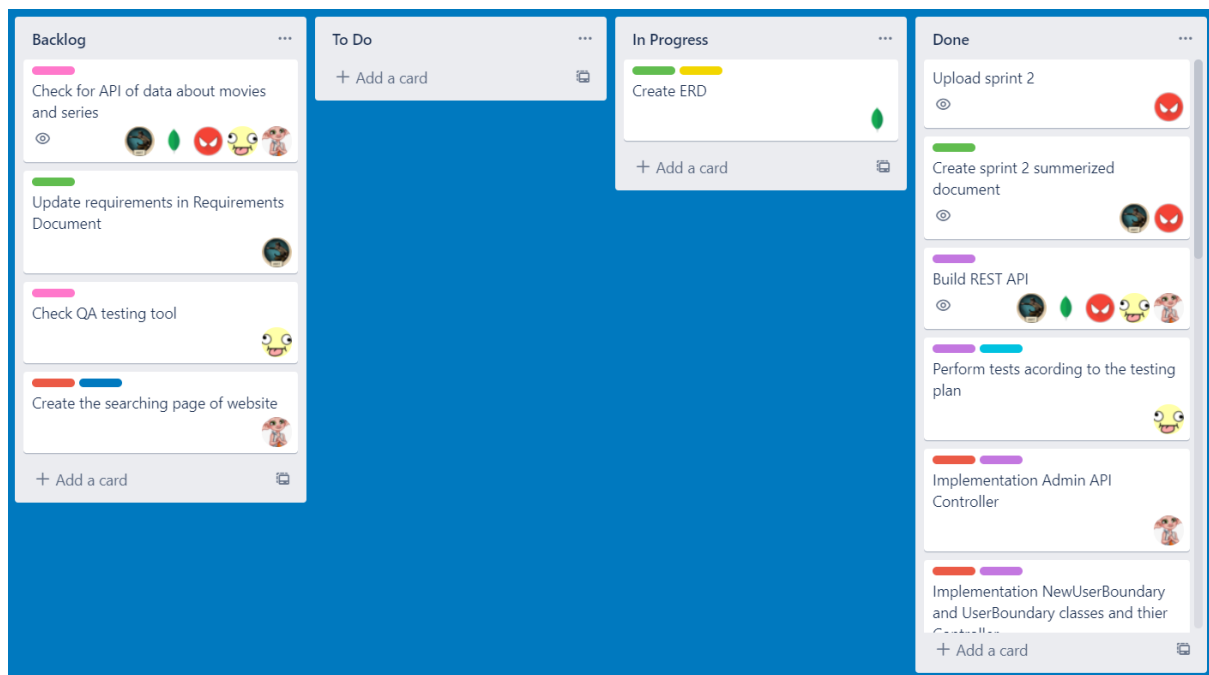 Backlog
Check for API of data about movies
and series
Update requirements in Requirements
Document
Check QA testing tool
Create the searching page of website
+ Add a card
To Do
+ Add a card
In Progress
Create ERD
+ Add a card
Done
Upload sprint 2
Create sprint 2 summerized
document
Build REST API
Perform tests acording to the testing
plan
Implementation Admin API
Controller
Implementation NewUserBoundary
and UserBoundary classes and thier
Controller
+ Add a card